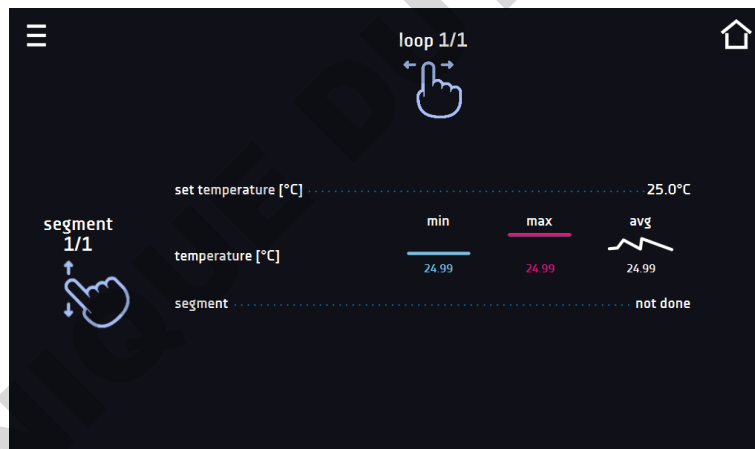 loop 1/1
set temperature [°C] 25.0°C
segment
1/1
min max avg
temperature [°C]
24.99 24.99 24.99
segment not done